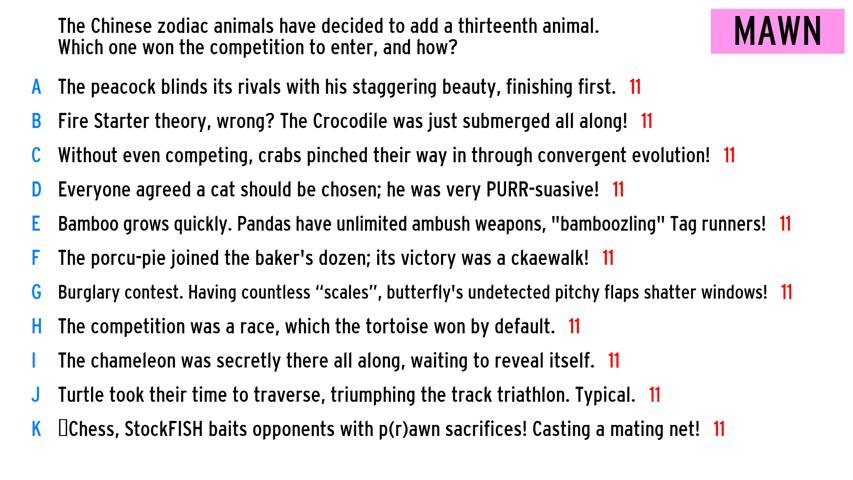 The Chinese zodiac animals have decided to add a thirteenth animal.
Which one won the competition to enter, and how?
MAWN
A The peacock blinds its rivals with his staggering beauty, finishing first. 11
B Fire Starter theory, wrong? The Crocodile was just submerged all along! 11
C Without even competing, crabs pinched their way in through convergent evolution! 11
D Everyone agreed a cat should be chosen; he was very PURR-suasive! 11
E Bamboo grows quickly. Pandas have unlimited ambush weapons, "bamboozling" Tag runners! 11
F The porcu-pie joined the baker's dozen; its victory was a ckaewalk! 11
G Burglary contest. Having countless “scales”, butterfly's undetected pitchy flaps shatter windows! 11
H The competition was a race, which the tortoise won by default. 11
I The chameleon was secretly there all along, waiting to reveal itself. 11
J Turtle took their time to traverse, triumphing the track triathlon. Typical. 11
K Chess, StockFISH baits opponents with p(r)awn sacrifices! Casting a mating net! 11